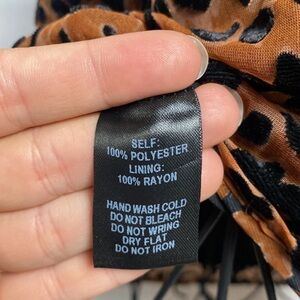 SELF:
100% POLYESTER
LINING:
100% RAYON
HAND WASH COLD
DO NOT BLEACH
DO NOT WRING
DRY FLAT
DO NOT IRON